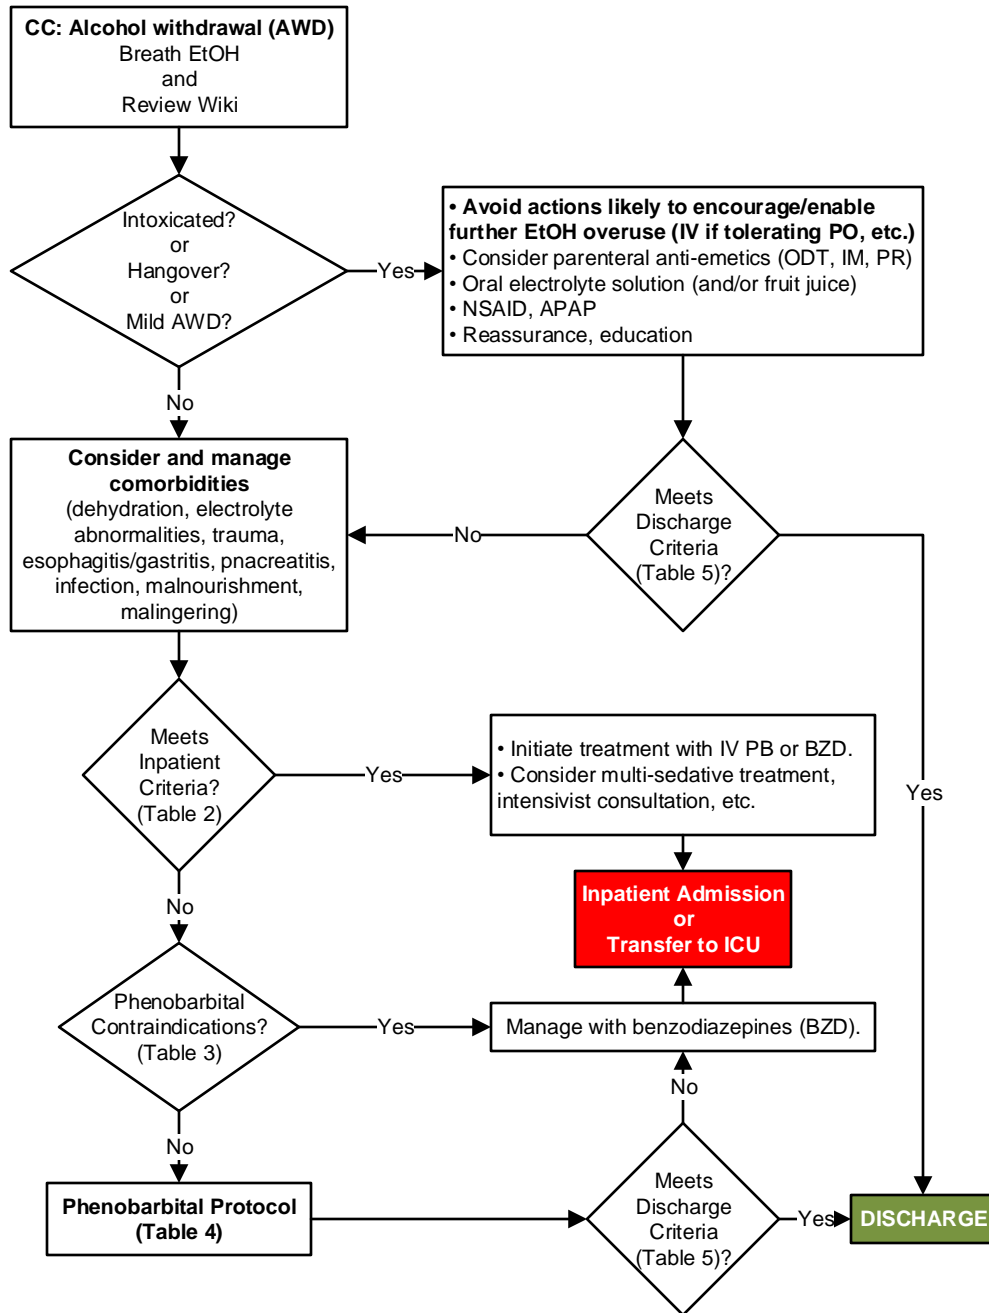 CC: Alcohol withdrawal (AWD)
Breath EtOH
and
Review Wiki
Intoxicated?
or
Hangover?
or
Mild AWD?
Yes
• Avoid actions likely to encourage/enable
further EtOH overuse (IV if tolerating PO, etc.)
• Consider parenteral anti-emetics (ODT, IM, PR)
• Oral electrolyte solution (and/or fruit juice)
• NSAID, APAP
• Reassurance, education
No
Consider and manage
comorbidities
(dehydration, electrolyte
abnormalities, trauma,
esophagitis/gastritis, pnacreatitis,
infection, malnourishment,
malingering)
No
Meets
Discharge
Criteria
(Table 5)?
Yes
Meets
Inpatient
Criteria?
(Table 2)
Yes
• Initiate treatment with IV PB or BZD.
• Consider multi-sedative treatment,
intensivist consultation, etc.
Inpatient Admission
or
Transfer to ICU
No
Phenobarbital
Contraindications?
(Table 3)
Yes
Manage with benzodiazepines (BZD).
No
No
Phenobarbital Protocol
(Table 4)
Meets
Discharge
Criteria
(Table 5)?
Yes
DISCHARGE